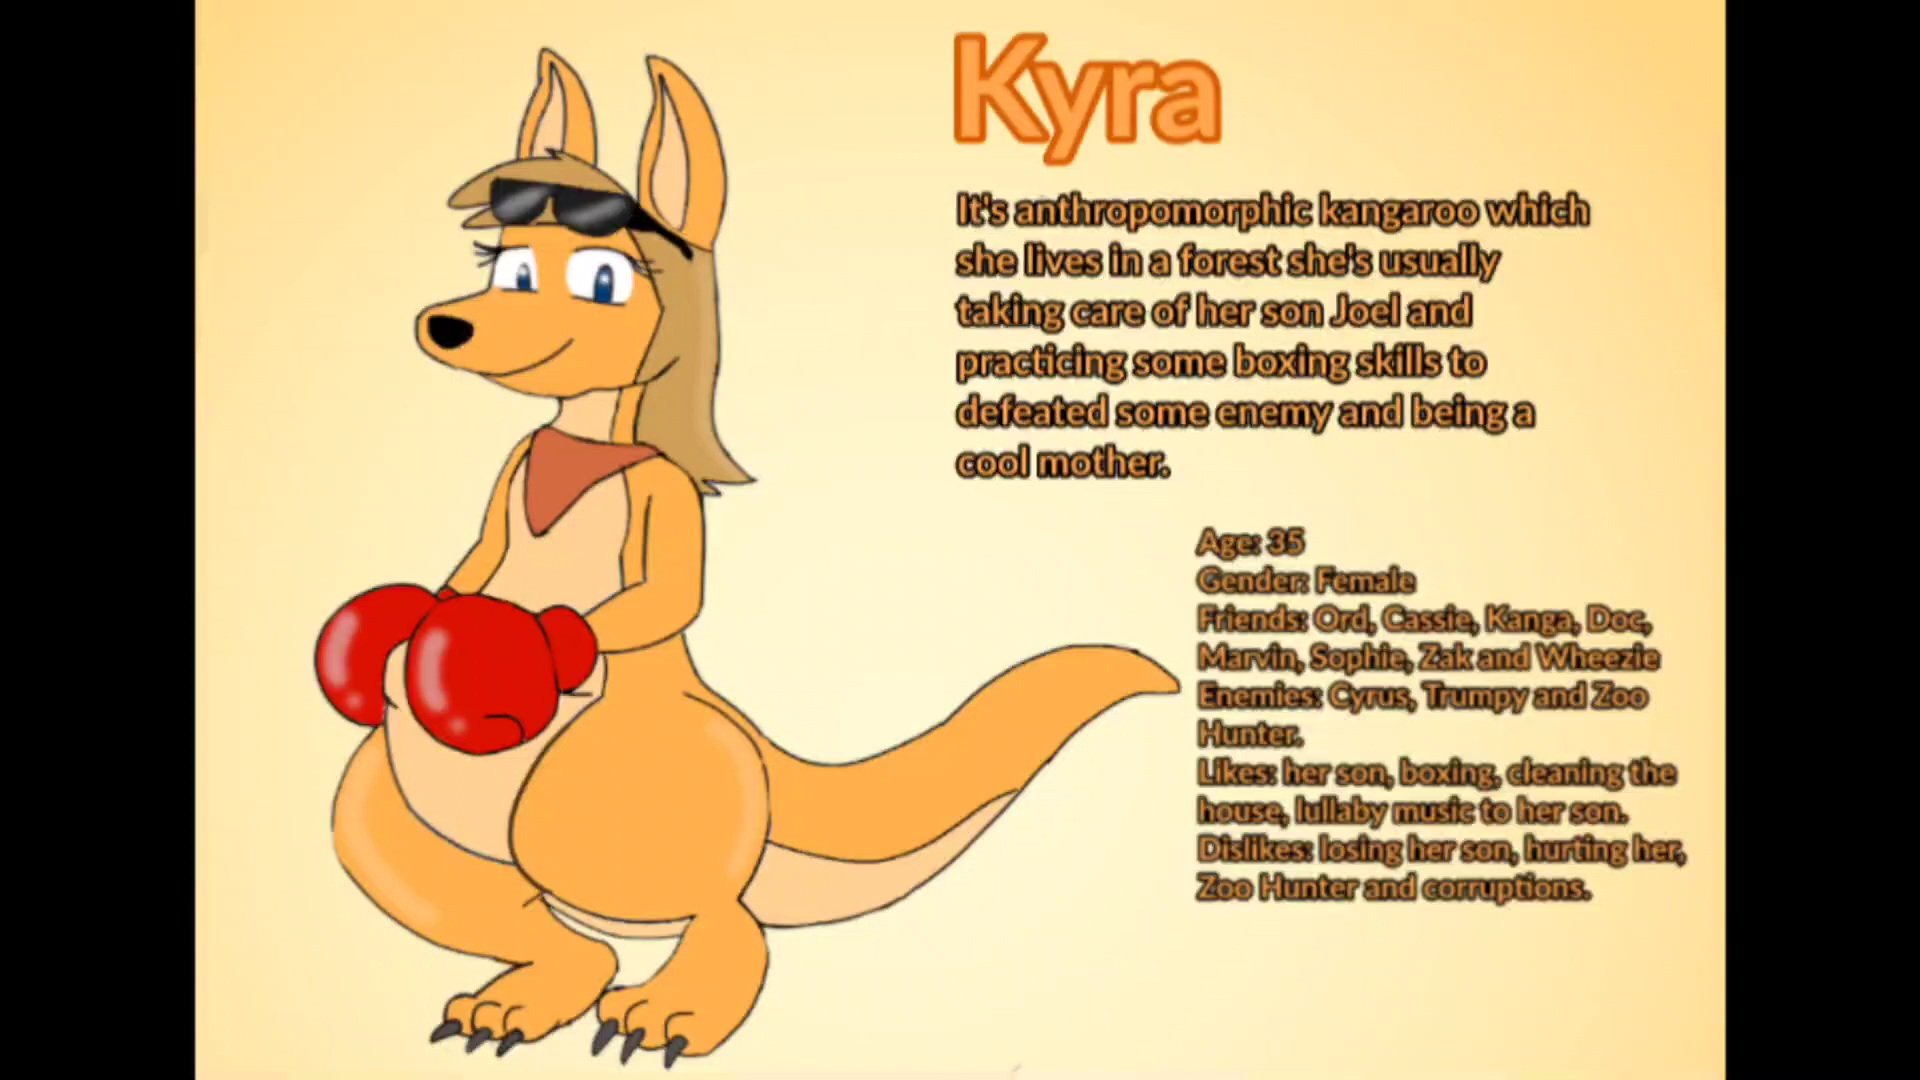 Kyra
It's anthropomorphic kangaroo which
she lives in a forest she's usually
taking care of her son Joel and
practicing some boxing skills to
defeated some enemy and being a
cool mother.
Age: 35
Gender: Female
Friends: Ord, Cassie, Kanga, Doc,
Marvin, Sophie, Zak and Wheezie
Enemies: Cyrus, Trumpy and Zoo
Hunter.
Likes: her son, boxing, cleaning the
house, lullaby music to her son.
Dislikes: losing her son, hurting her,
Zoo Hunter and corruptions.